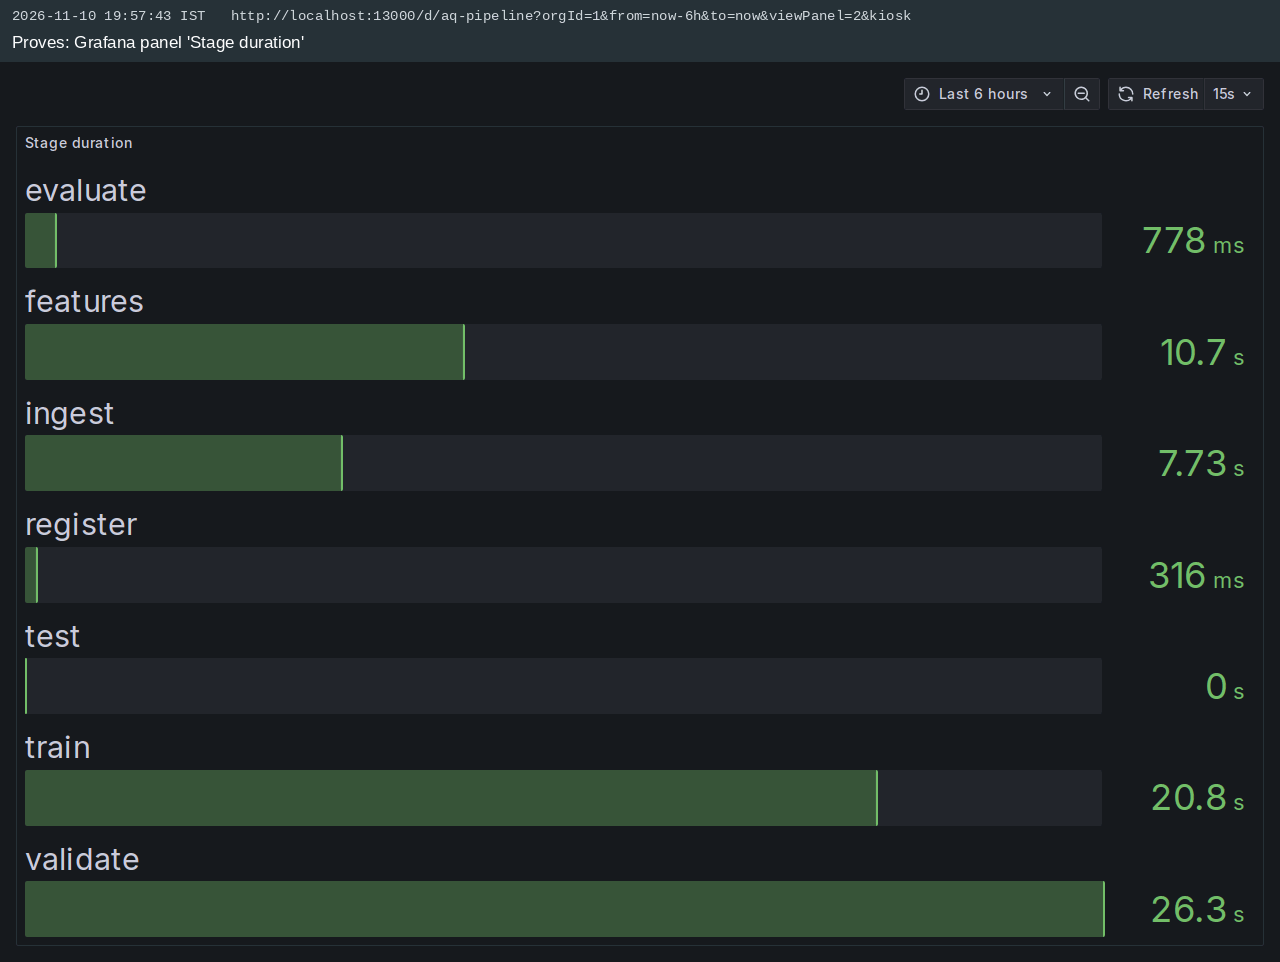 2026-11-10 19:57:43 IST http://localhost:13000/d/aq-pipeline?orgId=1&from=now-6h&to=now&viewPanel=2&kiosk
Proves: Grafana panel 'Stage duration'
Last 6 hours
Refresh 15s
Stage duration
evaluate
778 ms
features
10.7 s
ingest
7.73 s
register
316 ms
test
0 s
train
20.8 s
validate
26.3 s